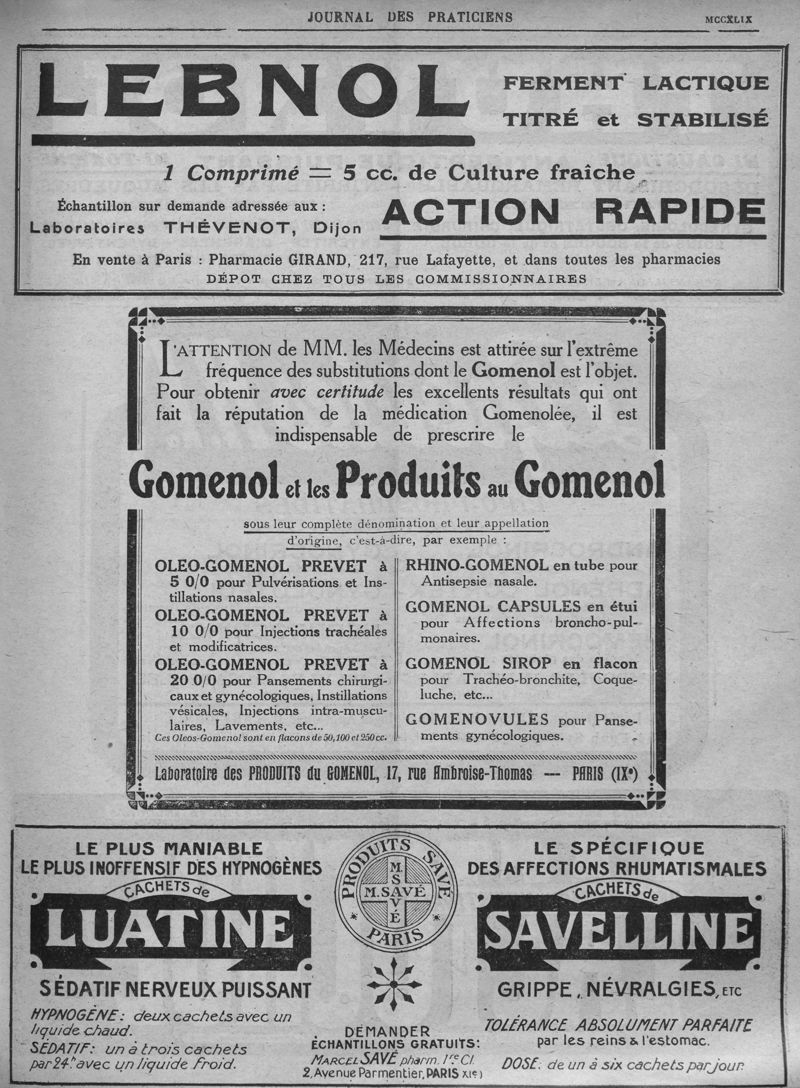 JOURNAL DES PRATICIENS
MCCXLIX
LEBNOL
FERMENT LACTIQUE
TITRÉ et STABILISÉ
1 Comprimé = 5 cc. de Culture fraîche
Échantillon sur demande adressée aux :
Laboratoires THÉVENOT, Dijon
ACTION RAPIDE
En vente à Paris : Pharmacie GIRAND, 217, rue Lafayette, et dans toutes les pharmacies
DÉPOT CHEZ TOUS LES COMMISSIONNAIRES
L'ATTENTION de MM. les Médecins est attirée sur l'extrême
fréquence des substitutions dont le Gomenol est l'objet.
Pour obtenir avec certitude les excellents résultats qui ont
fait la réputation de la médication Gomenolée, il est
indispensable de prescrire le
Gomenol et les Produits au Gomenol
sous leur complète dénomination et leur appellation
d'origine, c'est-à-dire, par exemple :
OLEO-GOMENOL PREVET à
5 0/0 pour Pulvérisations et Ins-
tillations nasales.
OLEO-GOMENOL PREVET à
10 0/0 pour Injections trachéales
et modificatrices.
OLEO-GOMENOL PREVET à
20 0/0 pour Pansements chirurgi-
caux et gynécologiques, Instillations
vésicales, Injections intra-muscu-
laires, Lavements, etc...
Ces Oleos-Gomenol sont en flacons de 50, 100 et 250 cc.
RHINO-GOMENOL en tube pour
Antisepsie nasale.
GOMENOL CAPSULES en étui
pour Affections broncho-pul-
monaires.
GOMENOL SIROP en flacon
pour Trachéo-bronchite, Coque-
luche, etc...
GOMENOVULES pour Panse-
ments gynécologiques.
Laboratoire des PRODUITS du GOMENOL, 17, rue Ambroise-Thomas — PARIS (IXe)
LE PLUS MANIABLE
LE PLUS INOFFENSIF DES HYPNOGÈNES
CACHETS de
LUATINE
SÉDATIF NERVEUX PUISSANT
HYPNOGÈNE : deux cachets avec un
liquide chaud.
SÉDATIF: un à trois cachets
par 24h avec un liquide froid.
PRODUITS SAVÉ
M.
S
M. SAVÉ
V
É
PARIS
DEMANDER
ÉCHANTILLONS GRATUITS:
MARCEL SAVÉ pharm. 1re Cl.
2, Avenue Parmentier, PARIS XIe)
LE SPÉCIFIQUE
DES AFFECTIONS RHUMATISMALES
CACHETS de
SAVELLINE
GRIPPE, NÉVRALGIES, ETC
TOLÉRANCE ABSOLUMENT PARFAITE
par les reins & l'estomac.
DOSE: de un à six cachets par jour.